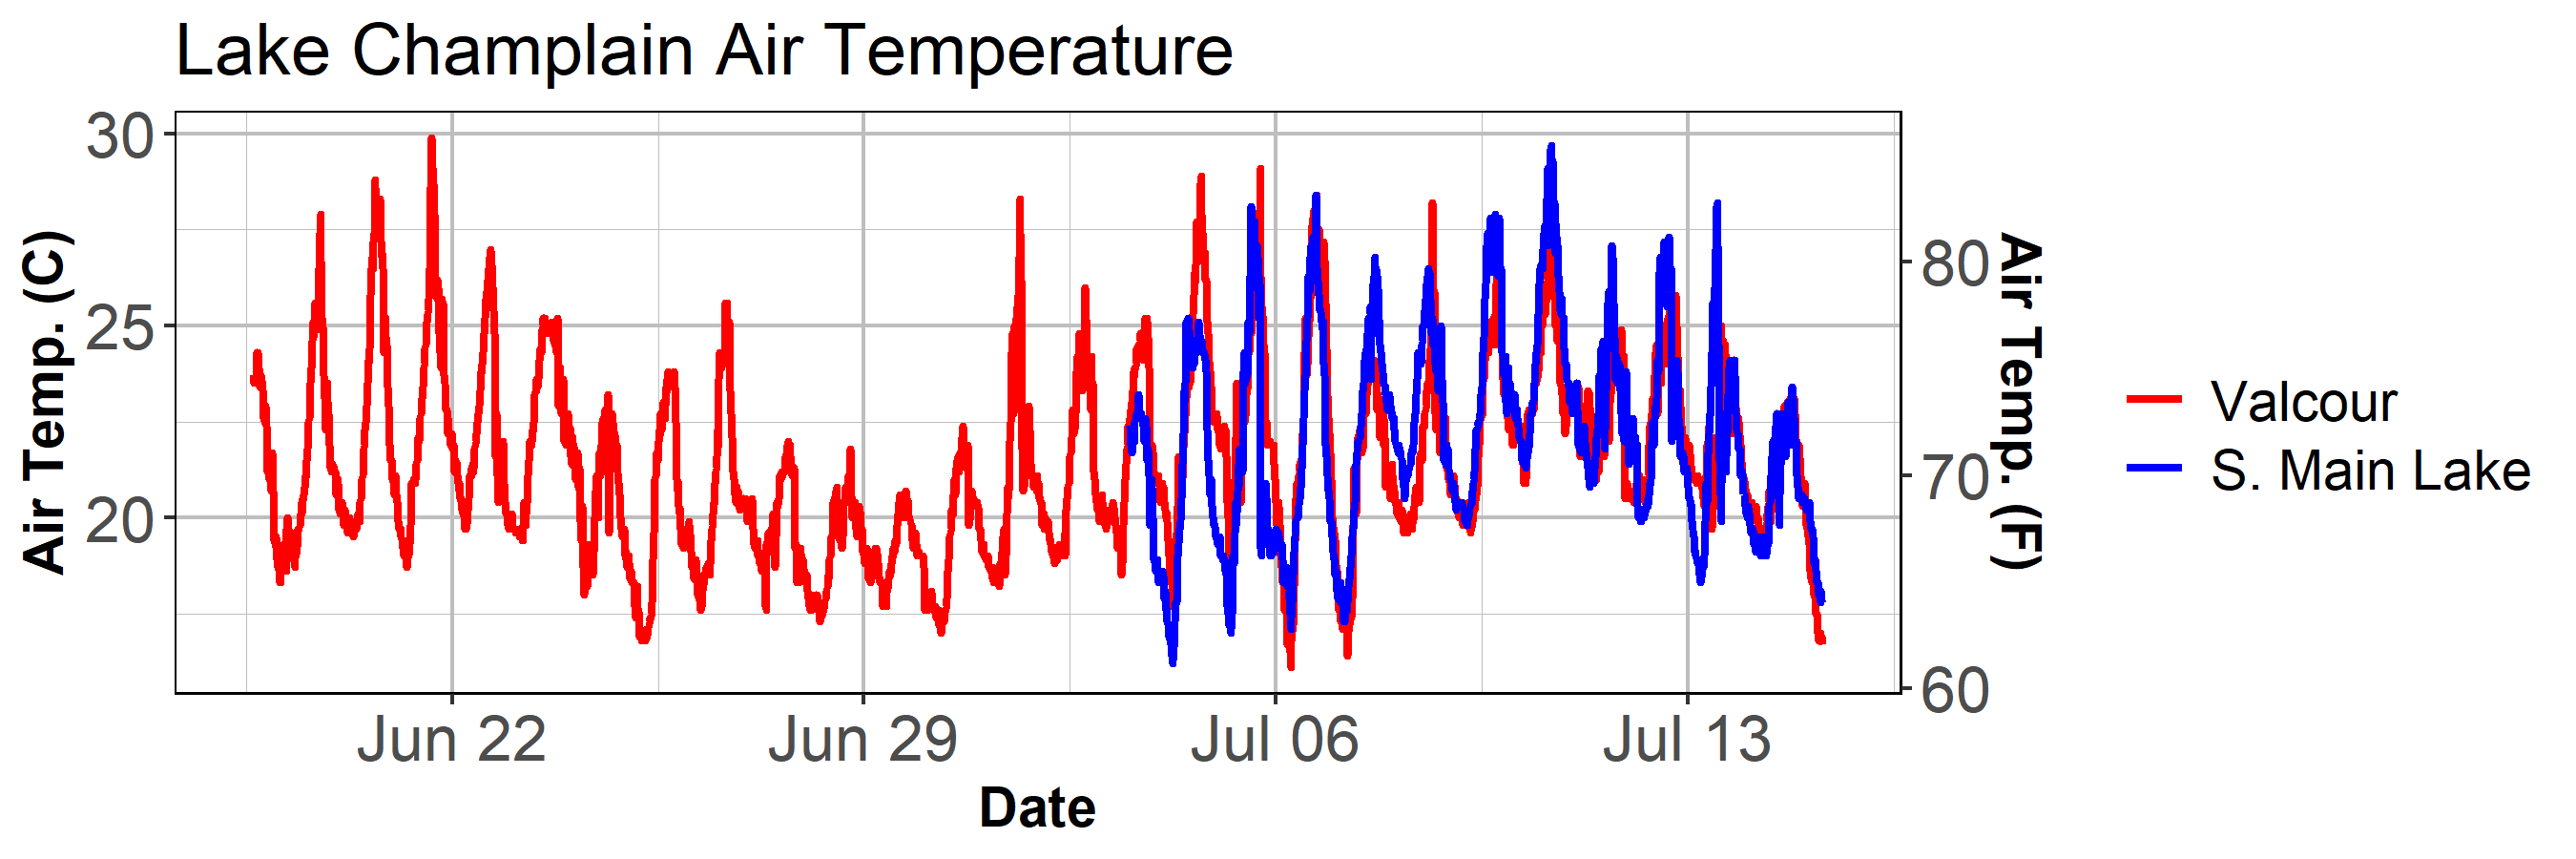 Lake Champlain Air Temperature
Air Temp. (C)
30
25
20
Air Temp. (F)
80
70
60
Jun 22
Jun 29
Jul 06
Jul 13
Date
Valcour
S. Main Lake